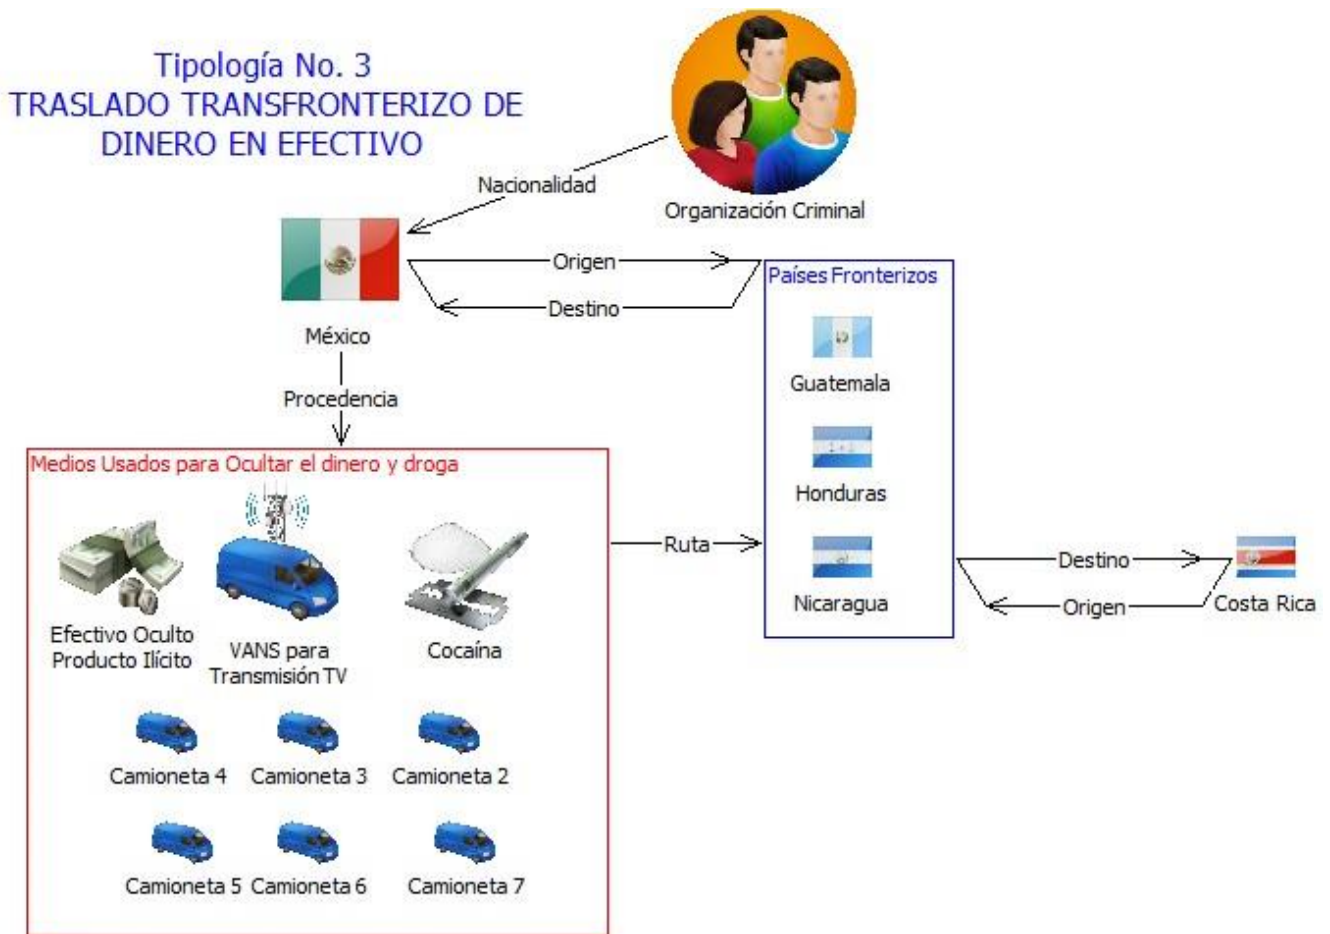 Tipología No. 3
TRASLADO TRANSFRONTERIZO DE
DINERO EN EFECTIVO
Nacionalidad
Organización Criminal
México
Origen
Destino
Países Fronterizos
Guatemala
Honduras
Nicaragua
Procedencia
Medios Usados para Ocultar el dinero y droga
Efectivo Oculto
Producto Ilícito
VANS para
Transmisión TV
Cocaína
Camioneta 4
Camioneta 3
Camioneta 2
Camioneta 5
Camioneta 6
Camioneta 7
Ruta
Destino
Origen
Costa Rica